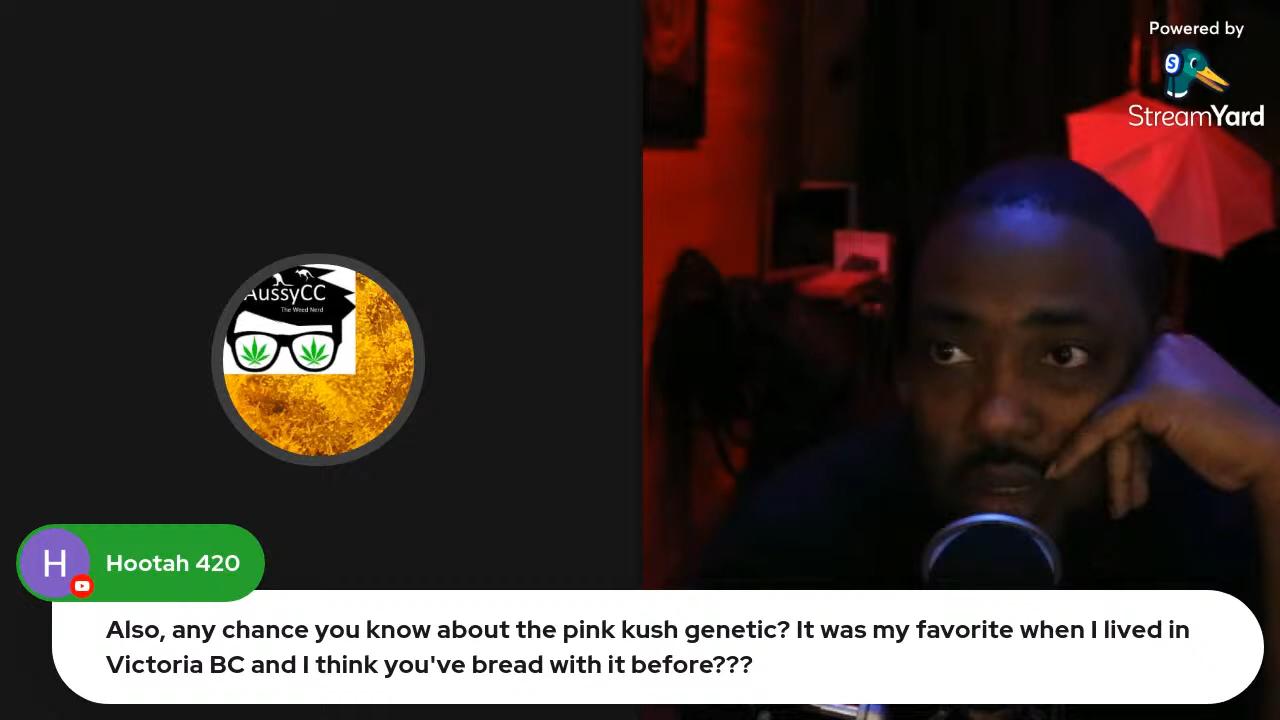 Powered by
S
StreamYard
AussyCC
The Weed Nerd
H
Hootah 420
Also, any chance you know about the pink kush genetic? It was my favorite when I lived in
Victoria BC and I think you've bread with it before???